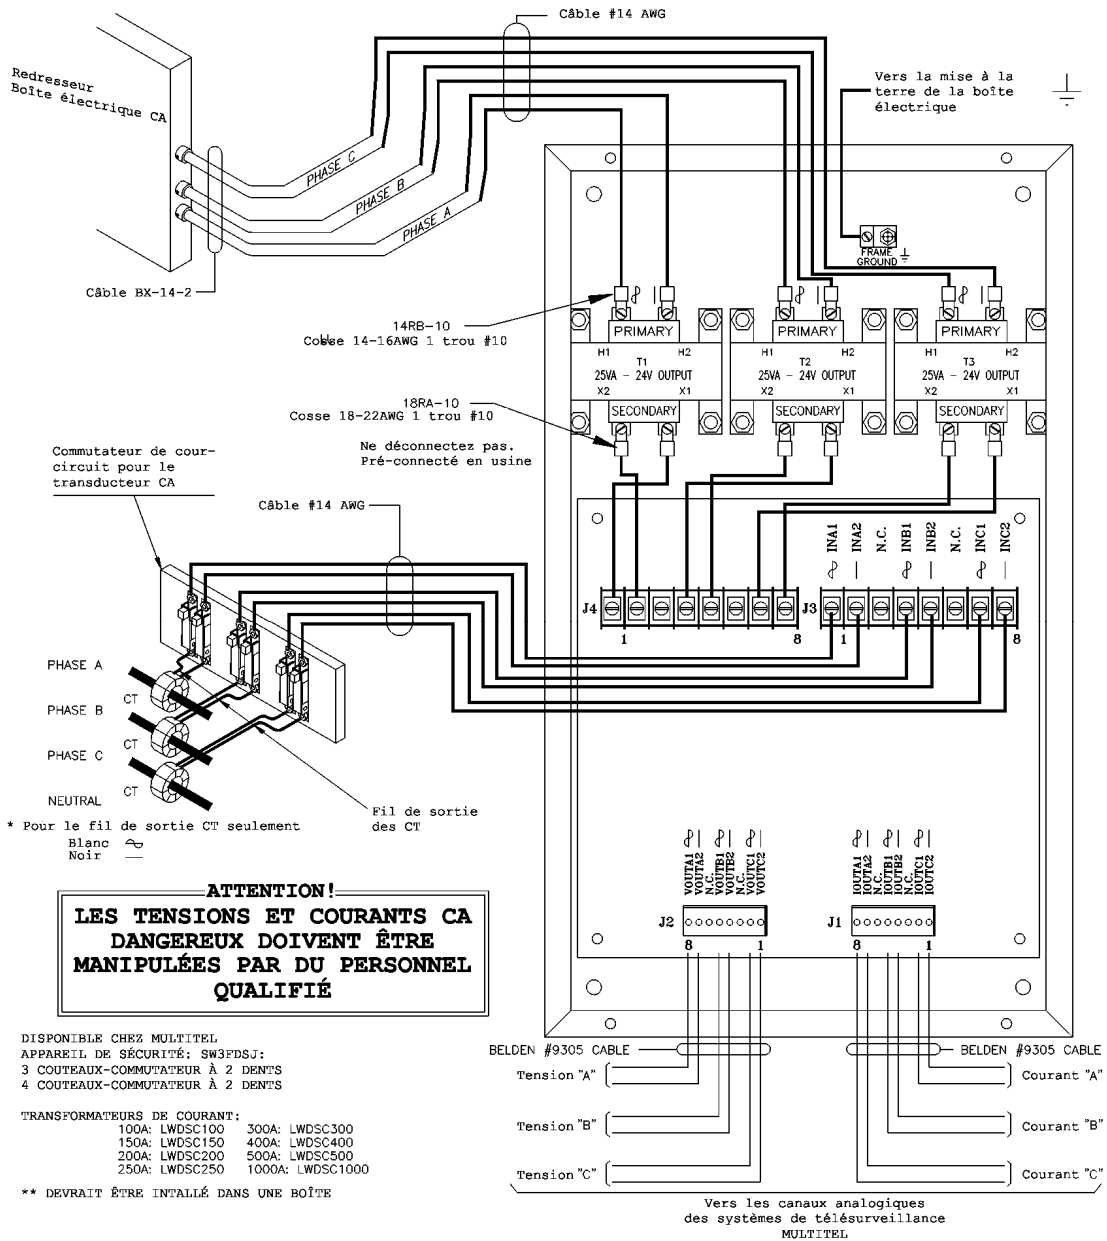 Câble #14 AWG
Redresseur
Boîte électrique CA
Vers la mise à la
terre de la boîte
électrique
PHASE C
PHASE B
PHASE A
FRAME
GROUND
Câble BX-14-2
14RB-10
Cosse 14-16AWG 1 trou #10
PRIMARY
PRIMARY
PRIMARY
H1 H2
H1 H2
H1 H2
T1
T2
T3
25VA - 24V OUTPUT
25VA - 24V OUTPUT
25VA - 24V OUTPUT
X2 X1
X2 X1
X2 X1
SECONDARY
SECONDARY
SECONDARY
18RA-10
Cosse 18-22AWG 1 trou #10
Ne déconnectez pas.
Pré-connecté en usine
Commutateur de cour-
circuit pour le
transducteur CA
Câble #14 AWG
INA1
INA2
N.C.
INB1
INB2
N.C.
INC1
INC2
J4
1 8
J3
1 8
PHASE A
CT
PHASE B
CT
PHASE C
CT
NEUTRAL
Fil de sortie
des CT
* Pour le fil de sortie CT seulement
Blanc
Noir
VOUTA1
VOUTA2
N.C.
VOUTB1
VOUTB2
N.C.
VOUTC1
VOUTC2
IOUTA1
IOUTA2
N.C.
IOUTB1
IOUTB2
N.C.
IOUTC1
IOUTC2
J2
8 1
J1
8 1
ATTENTION!
LES TENSIONS ET COURANTS CA
DANGEREUX DOIVENT ÊTRE
MANIPULÉES PAR DU PERSONNEL
QUALIFIÉ
DISPONIBLE CHEZ MULTITEL
APPAREIL DE SÉCURITÉ: SW3FDSJ:
3 COUTEAUX-COMMUTATEUR À 2 DENTS
4 COUTEAUX-COMMUTATEUR À 2 DENTS
TRANSFORMATEURS DE COURANT:
100A: LWDSC100 300A: LWDSC300
150A: LWDSC150 400A: LWDSC400
200A: LWDSC200 500A: LWDSC500
250A: LWDSC250 1000A: LWDSC1000
** DEVRAIT ÊTRE INTALLÉ DANS UNE BOÎTE
BELDEN #9305 CABLE
BELDEN #9305 CABLE
Tension "A"
Courant "A"
Tension "B"
Courant "B"
Tension "C"
Courant "C"
Vers les canaux analogiques
des systèmes de télésurveillance
MULTITEL